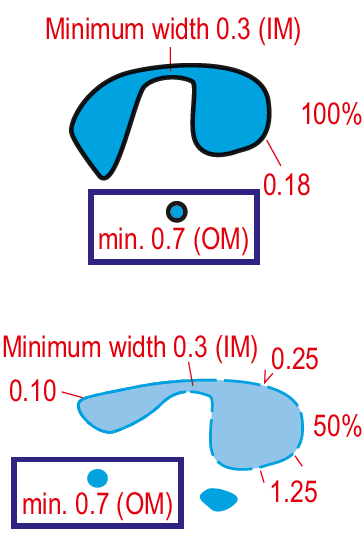 Minimum width 0.3 (IM)
100%
0.18
min. 0.7 (OM)
Minimum width 0.3 (IM)
0.25
0.10
50%
min. 0.7 (OM)
1.25